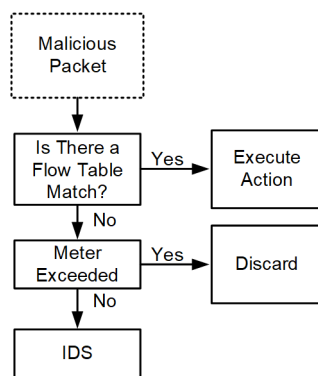 Malicious
Packet
Is There a
Flow Table
Match?
Yes
Execute
Action
No
Meter
Exceeded
Yes
Discard
No
IDS